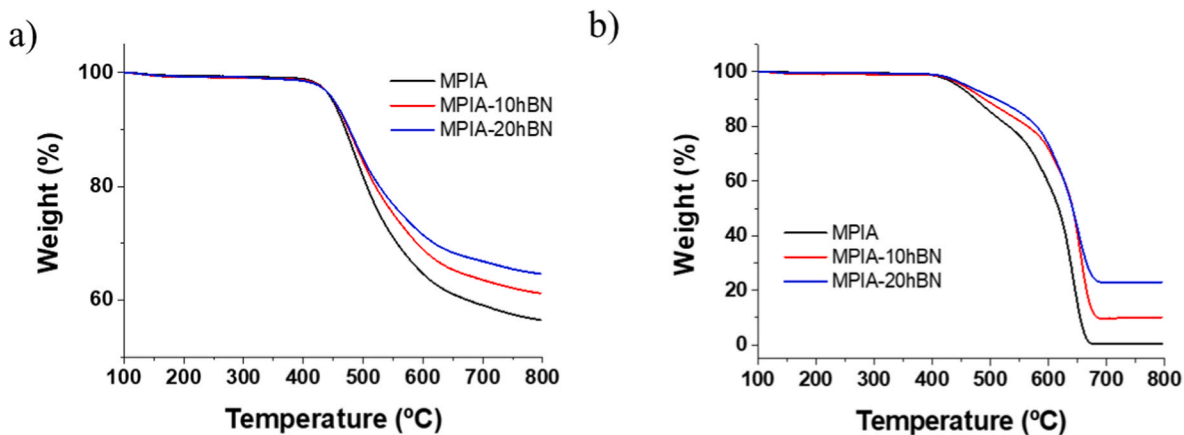 a)
100
80
60
Weight (%)
MPIA
MPIA-10hBN
MPIA-20hBN
100 200 300 400 500 600 700 800
Temperature (ºC)
b)
100
80
60
40
20
0
Weight (%)
MPIA
MPIA-10hBN
MPIA-20hBN
100 200 300 400 500 600 700 800
Temperature (ºC)